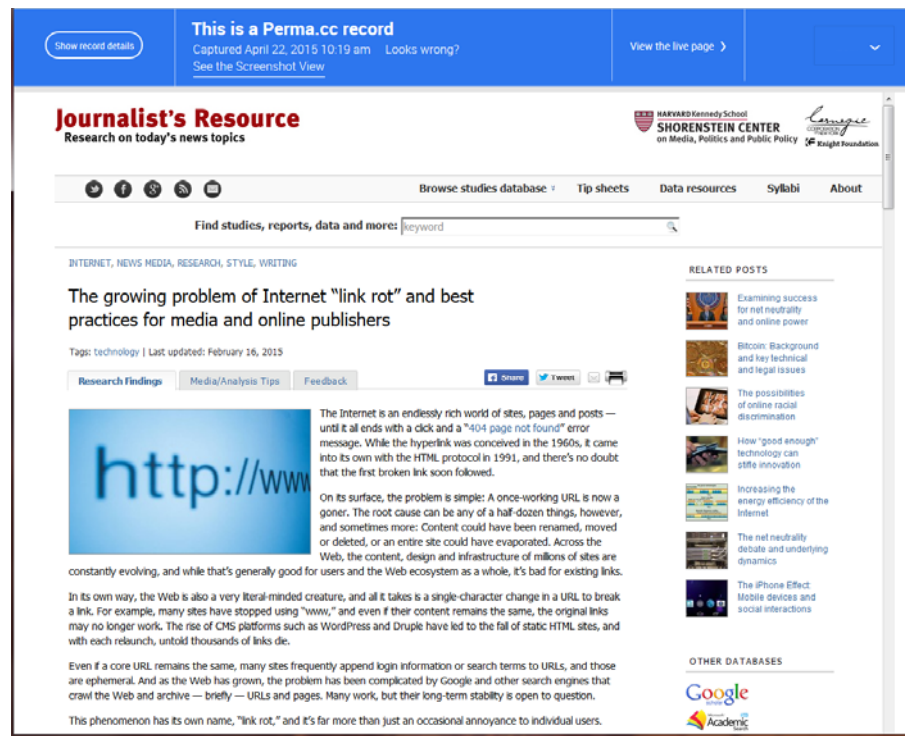 This is a Perma.cc record
Show record details
Captured April 22, 2015 10:19 am Looks wrong?
See the Screenshot View
View the live page ❯
Journalist's Resource
Research on today's news topics
HARVARD Kennedy School
SHORENSTEIN CENTER
on Media, Politics and Public Policy
Carnegie
Knight Foundation
Browse studies database Tip sheets Data resources Syllabi About
Find studies, reports, data and more: keyword
INTERNET, NEWS MEDIA, RESEARCH, STYLE, WRITING
The growing problem of Internet “link rot” and best
practices for media and online publishers
Tags: technology | Last updated: February 16, 2015
Research Findings Media/Analysis Tips Feedback
Share Tweet
http://www
The Internet is an endlessly rich world of sites, pages and posts —
until it all ends with a click and a “404 page not found” error
message. While the hyperlink was conceived in the 1960s, it came
into its own with the HTML protocol in 1991, and there’s no doubt
that the first broken link soon followed.
On its surface, the problem is simple: A once-working URL is now a
goner. The root cause can be any of a half-dozen things, however,
and sometimes more: Content could have been renamed, moved
or deleted, or an entire site could have evaporated. Across the
Web, the content, design and infrastructure of millions of sites are
constantly evolving, and while that’s generally good for users and the Web ecosystem as a whole, it’s bad for existing links.
In its own way, the Web is also a very literal-minded creature, and all it takes is a single-character change in a URL to break
a link. For example, many sites have stopped using “www,” and even if their content remains the same, the original links
may no longer work. The rise of CMS platforms such as WordPress and Druple have led to the fall of static HTML sites, and
with each relaunch, untold thousands of links die.
Even if a core URL remains the same, many sites frequently append login information or search terms to URLs, and those
are ephemeral. And as the Web has grown, the problem has been complicated by Google and other search engines that
crawl the Web and archive — briefly — URLs and pages. Many work, but their long-term stability is open to question.
This phenomenon has its own name, “link rot,” and it’s far more than just an occasional annoyance to individual users.
RELATED POSTS
Examining success
for net neutrality
and online power
Bitcoin: Background
and key technical
and legal issues
The possibilities
of online racial
discrimination
How “good enough”
technology can
stifle innovation
Increasing the
energy efficiency of the
Internet
The net neutrality
debate and underlying
dynamics
The iPhone Effect:
Mobile devices and
social interactions
OTHER DATABASES
Google
scholar
Academic
Search